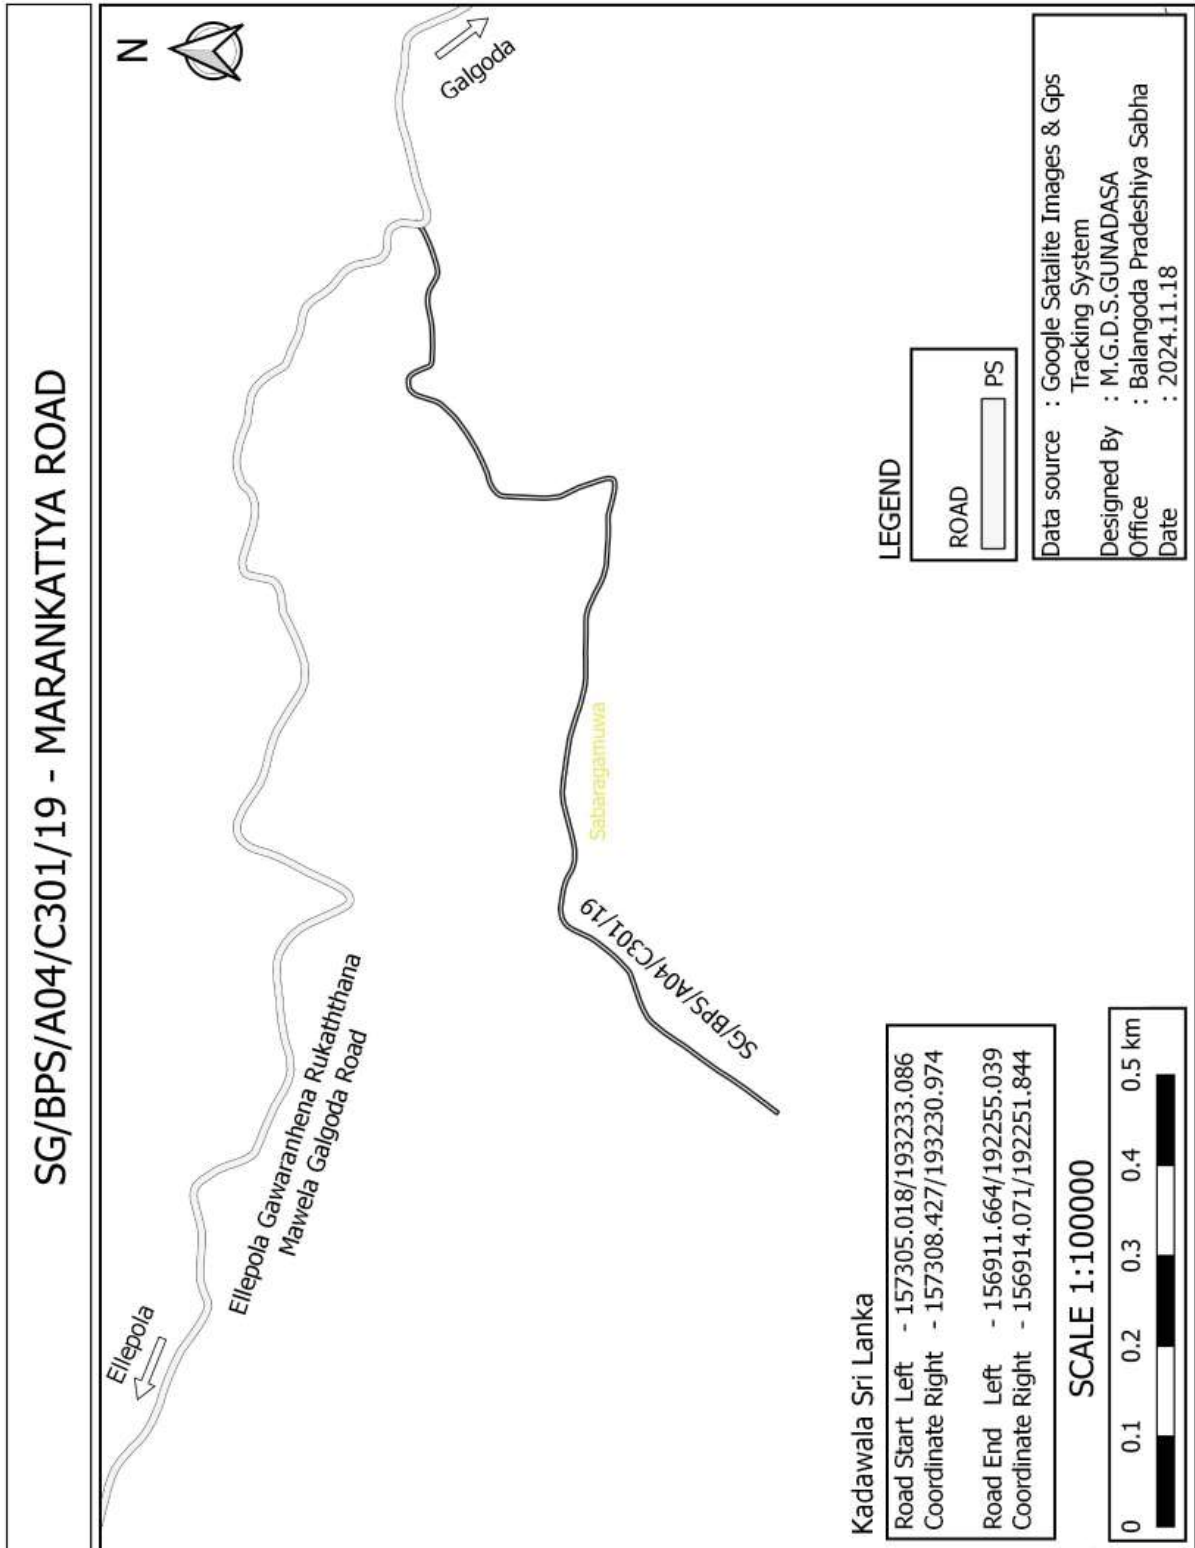 SG/BPS/A04/C301/19 - MARANKATIYA ROAD
N
Galgoda
Ellepola
Ellepola Gawaranhena Rukaththana
Mawela Galgoda Road
Sabaragamuwa
SG/BPS/A04/C301/19
Kadawala Sri Lanka
Road Start Left - 157305.018/193233.086
Coordinate Right - 157308.427/193230.974
Road End Left - 156911.664/192255.039
Coordinate Right - 156914.071/192251.844
SCALE 1:100000
0 0.1 0.2 0.3 0.4 0.5 km
LEGEND
ROAD
PS
Data source : Google Satalite Images & Gps
Tracking System
Designed By : M.G.D.S.GUNADASA
Office : Balangoda Pradeshiya Sabha
Date : 2024.11.18